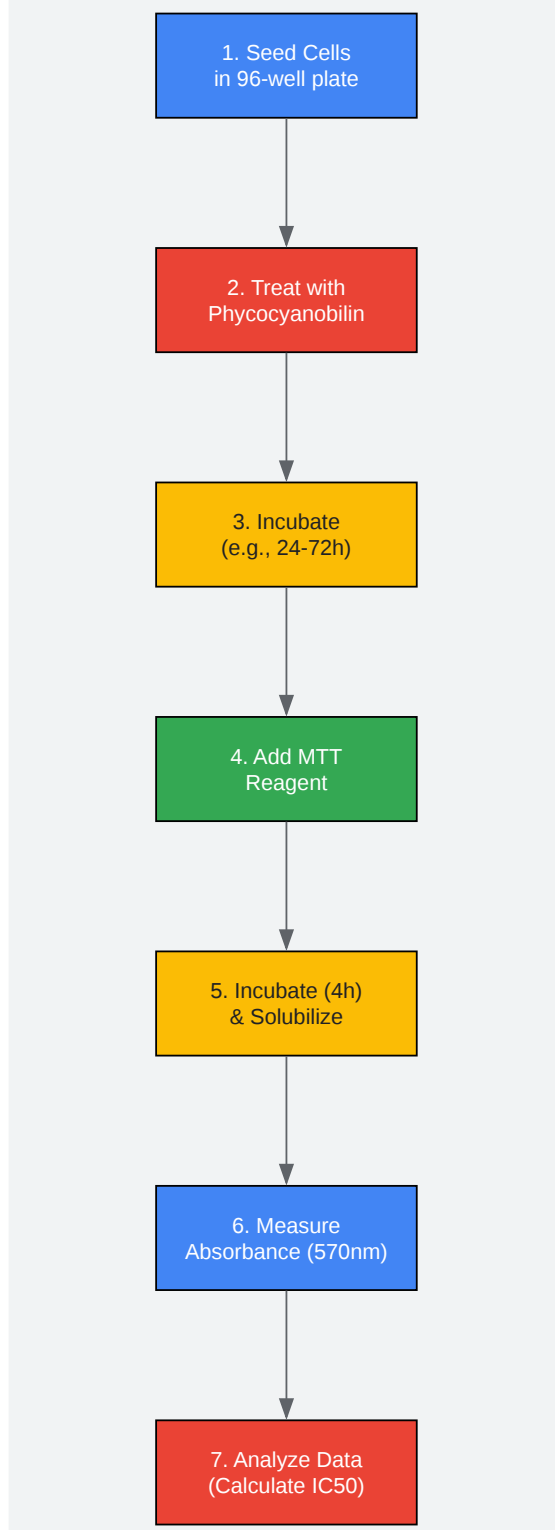 1. Seed Cells
in 96-well plate
2. Treat with
Phycocyanobilin
3. Incubate
(e.g., 24-72h)
4. Add MTT
Reagent
5. Incubate (4h)
& Solubilize
6. Measure
Absorbance (570nm)
7. Analyze Data
(Calculate IC50)